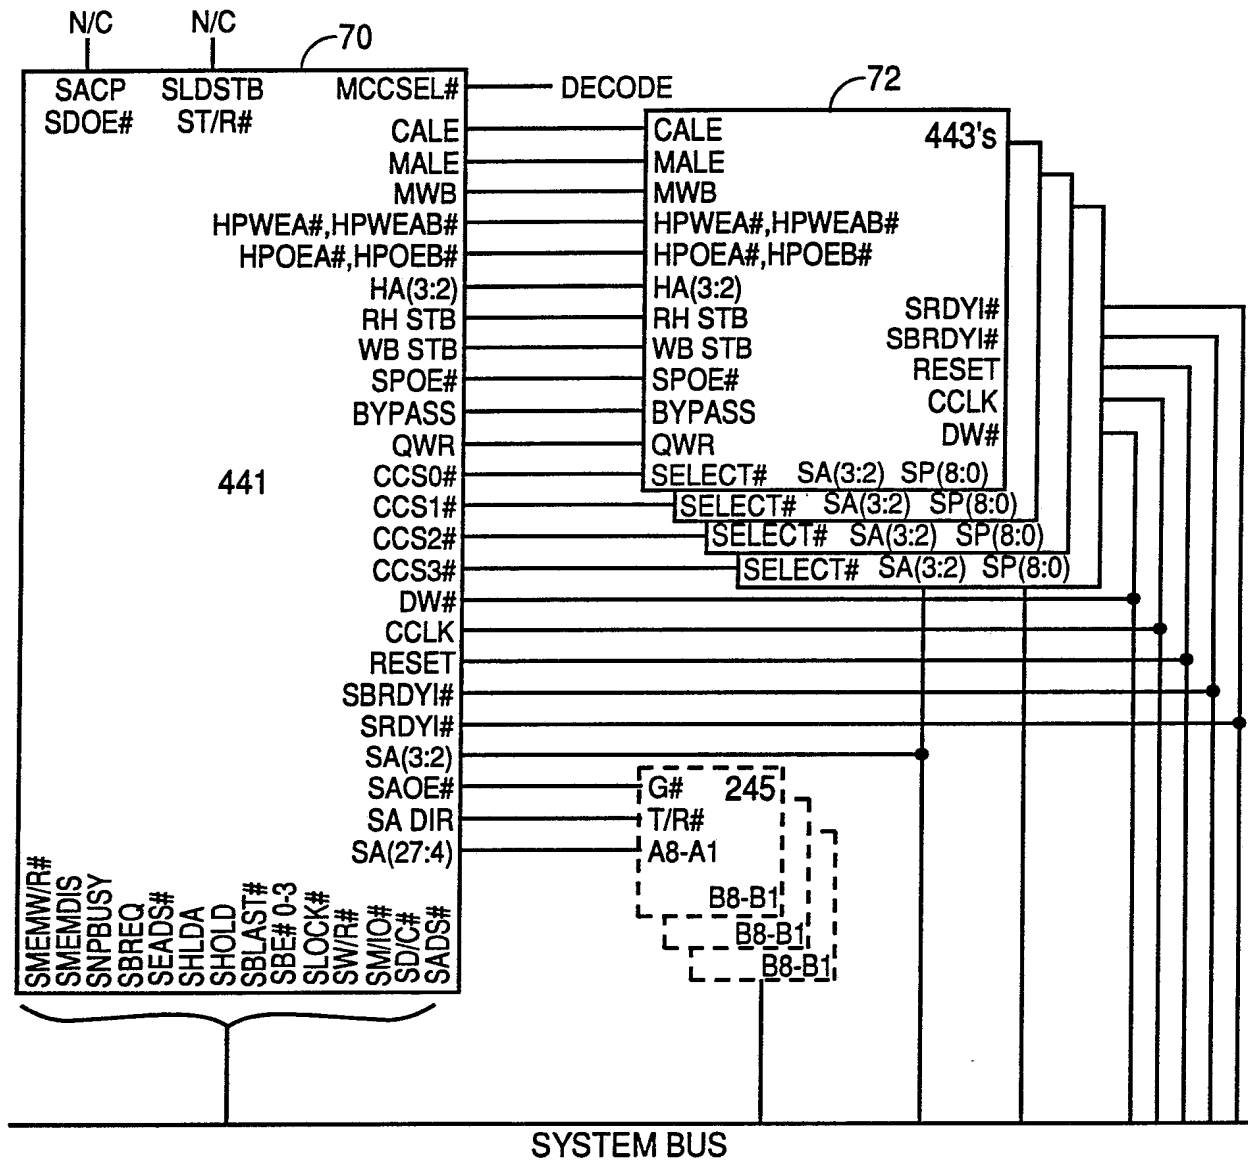 N/C N/C
70
SACP SLDSTB MCCSEL# DECODE
SDOE# ST/R#
72
CALE CALE 443's
MALE MALE
MWB MWB
HPWEA#,HPWEAB# HPWEA#,HPWEAB#
HPOEA#,HPOEB# HPOEA#,HPOEB#
HA(3:2) HA(3:2)
RH STB RH STB SRDYI#
WB STB WB STB SBRDYI#
SPOE# SPOE# RESET
BYPASS BYPASS CCLK
QWR QWR DW#
441
CCS0# SELECT# SA(3:2) SP(8:0)
CCS1# SELECT# SA(3:2) SP(8:0)
CCS2# SELECT# SA(3:2) SP(8:0)
CCS3# SELECT# SA(3:2) SP(8:0)
DW#
CCLK
RESET
SBRDYI#
SRDYI#
SA(3:2)
SAOE# G# 245
SA DIR T/R#
SA(27:4) A8-A1
B8-B1
B8-B1
B8-B1
SMEMW/R#
SMEMDIS
SNPBUSY
SBREQ
SEADS#
SHLDA
SHOLD
SBLAST#
SBE# 0-3
SLOCK#
SW/R#
SM/IO#
SD/C#
SADS#
SYSTEM BUS